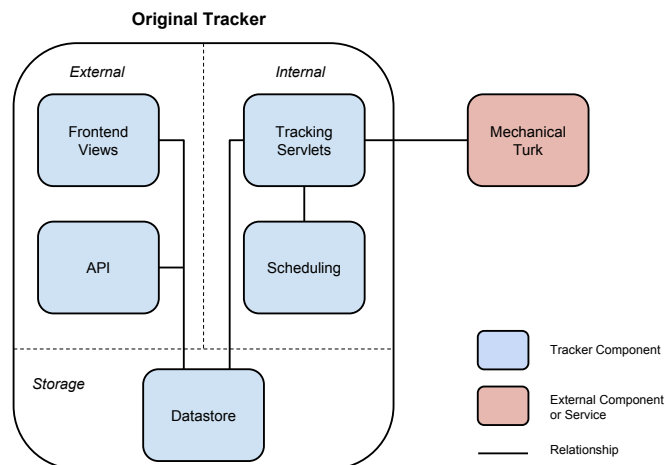 Original Tracker
External
Internal
Frontend
Views
Tracking
Servlets
Mechanical
Turk
API
Scheduling
Storage
Datastore
Tracker Component
External Component
or Service
Relationship